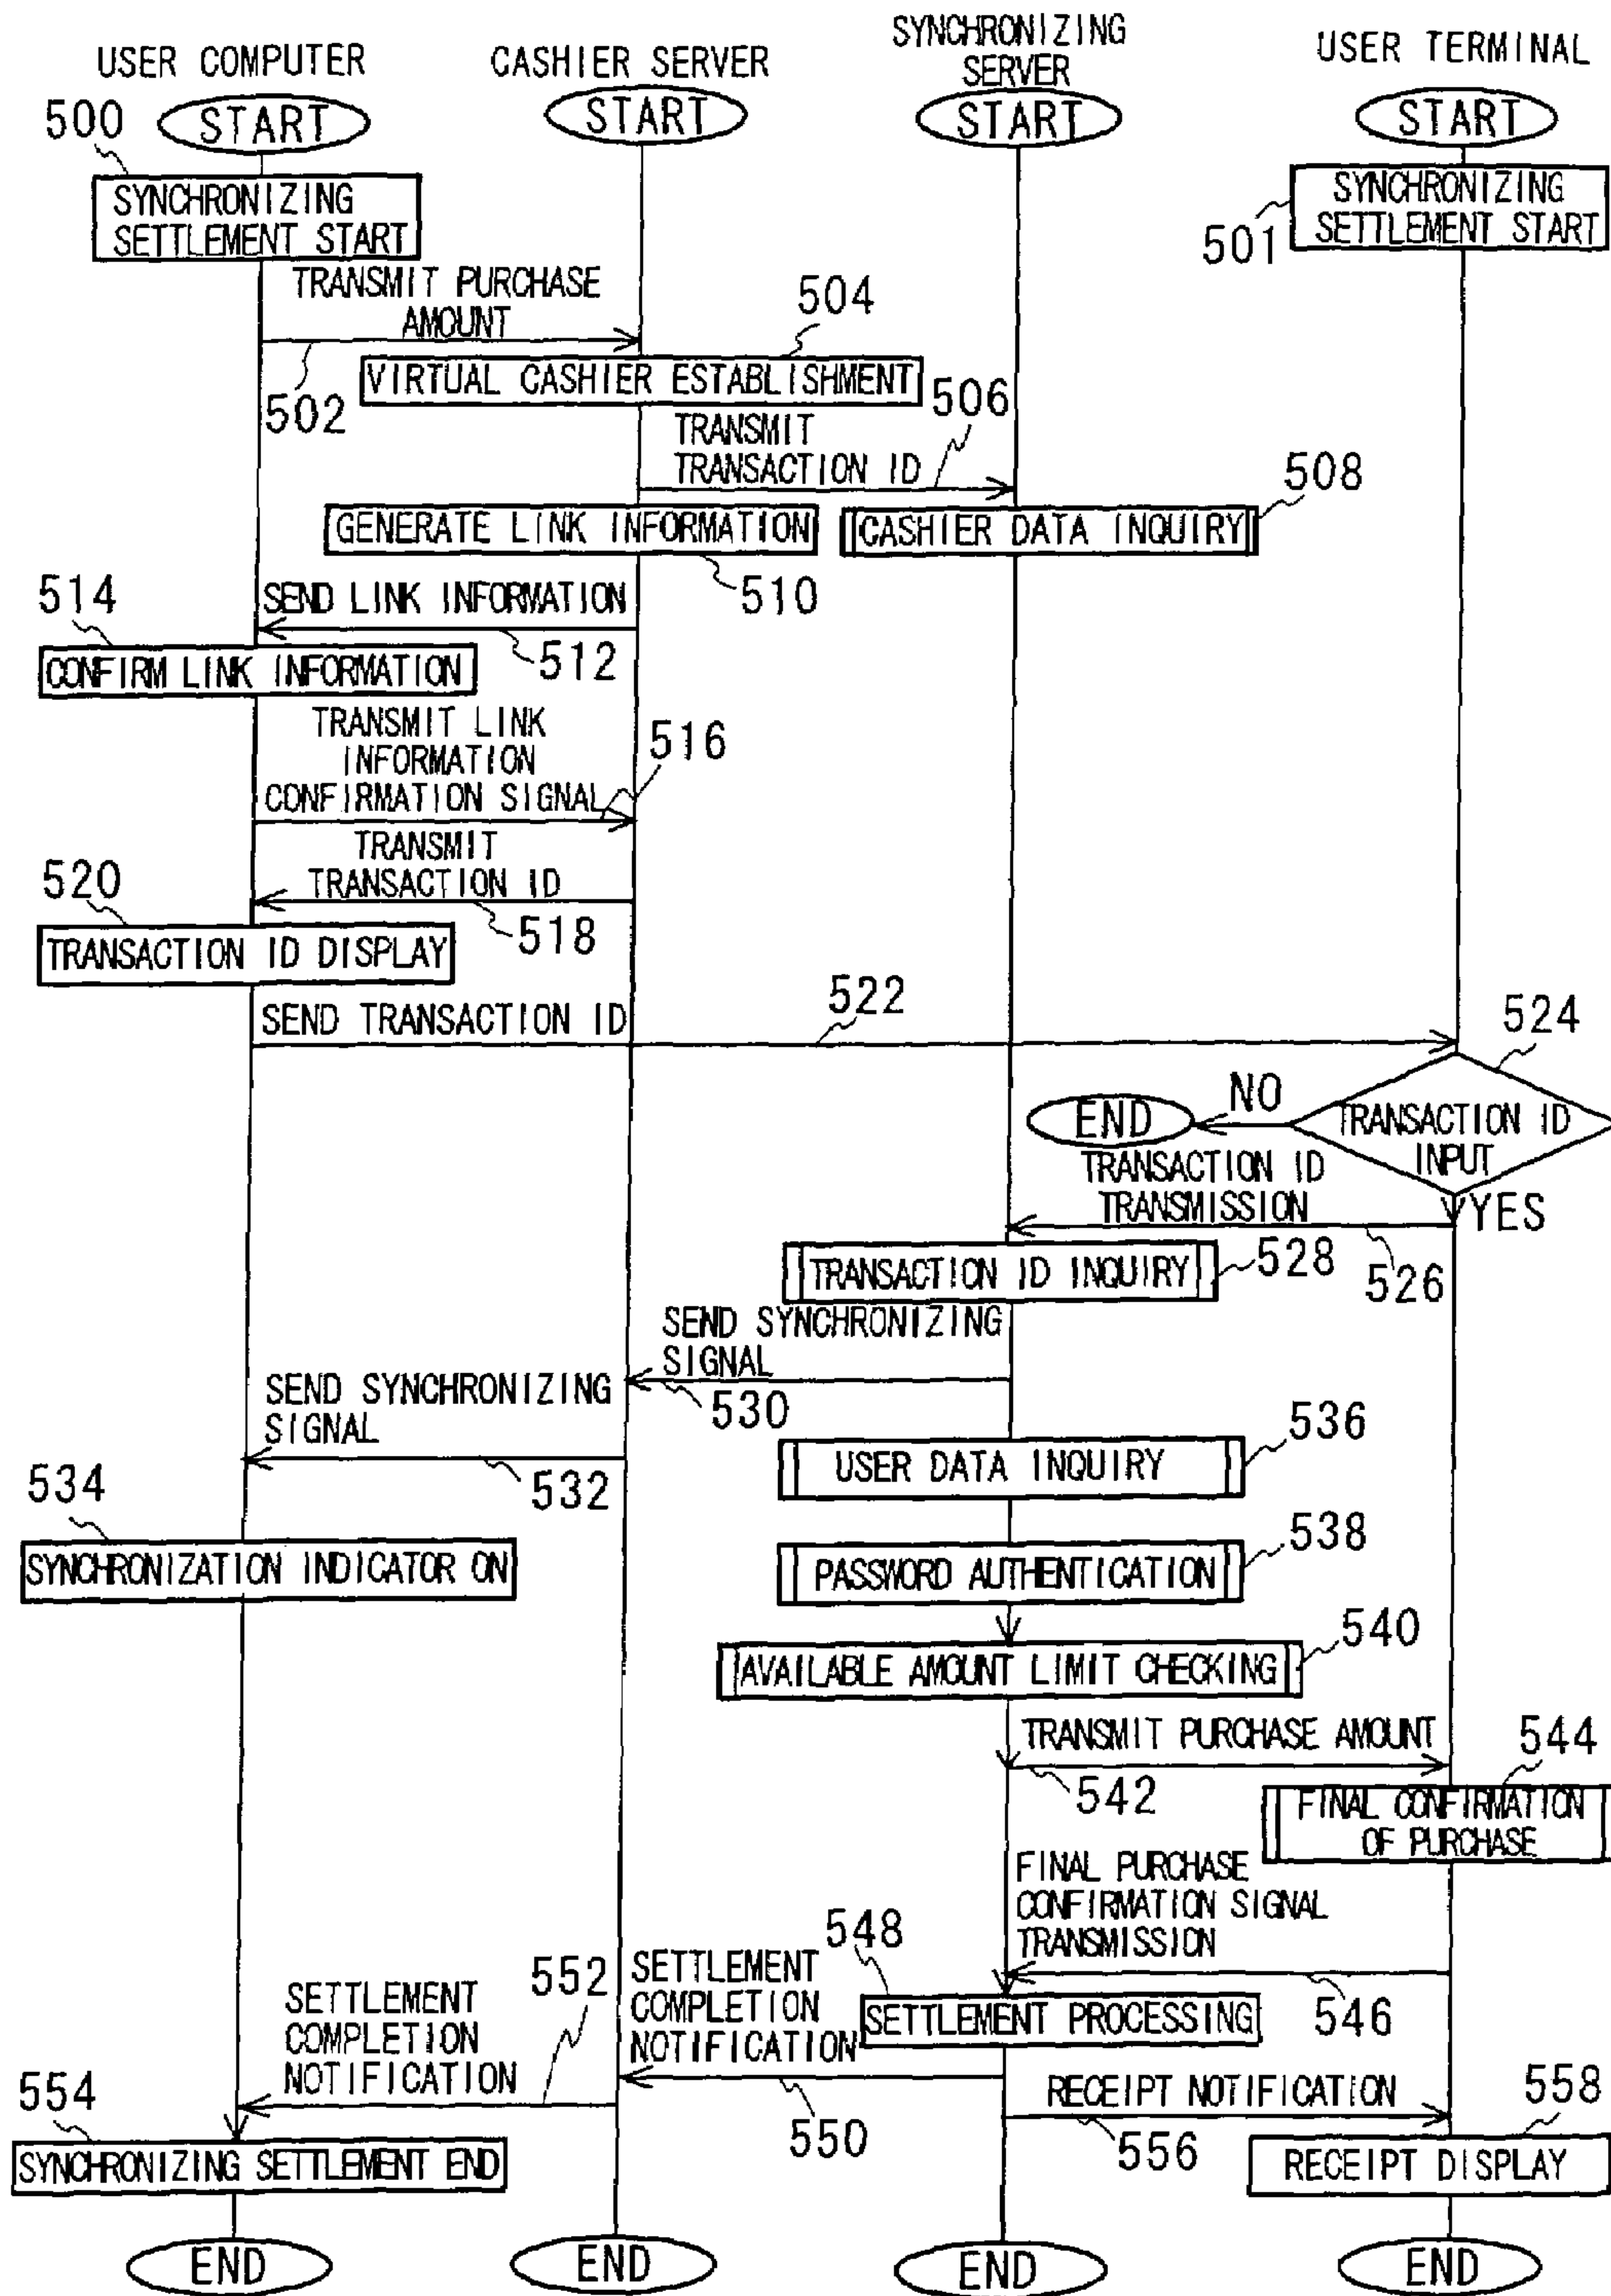 USER COMPUTER
CASHIER SERVER
SYNCHRONIZING
SERVER
USER TERMINAL
START
START
START
START
500
SYNCHRONIZING
SETTLEMENT START
501
SYNCHRONIZING
SETTLEMENT START
TRANSMIT PURCHASE
AMOUNT
502
504
VIRTUAL CASHIER ESTABLISHMENT
506
TRANSMIT
TRANSACTION ID
508
GENERATE LINK INFORMATION
CASHIER DATA INQUIRY
510
514
SEND LINK INFORMATION
512
CONFIRM LINK INFORMATION
TRANSMIT LINK
INFORMATION
CONFIRMATION SIGNAL
516
TRANSMIT
TRANSACTION ID
518
520
TRANSACTION ID DISPLAY
SEND TRANSACTION ID
522
524
TRANSACTION ID
INPUT
NO
END
YES
TRANSACTION ID
TRANSMISSION
526
TRANSACTION ID INQUIRY
528
SEND SYNCHRONIZING
SIGNAL
530
SEND SYNCHRONIZING
SIGNAL
532
534
SYNCHRONIZATION INDICATOR ON
USER DATA INQUIRY
536
PASSWORD AUTHENTICATION
538
AVAILABLE AMOUNT LIMIT CHECKING
540
TRANSMIT PURCHASE AMOUNT
542
544
FINAL CONFIRMATION
OF PURCHASE
FINAL PURCHASE
CONFIRMATION SIGNAL
TRANSMISSION
546
548
SETTLEMENT PROCESSING
SETTLEMENT
COMPLETION
NOTIFICATION
550
552
SETTLEMENT
COMPLETION
NOTIFICATION
554
SYNCHRONIZING SETTLEMENT END
RECEIPT NOTIFICATION
556
558
RECEIPT DISPLAY
END
END
END
END